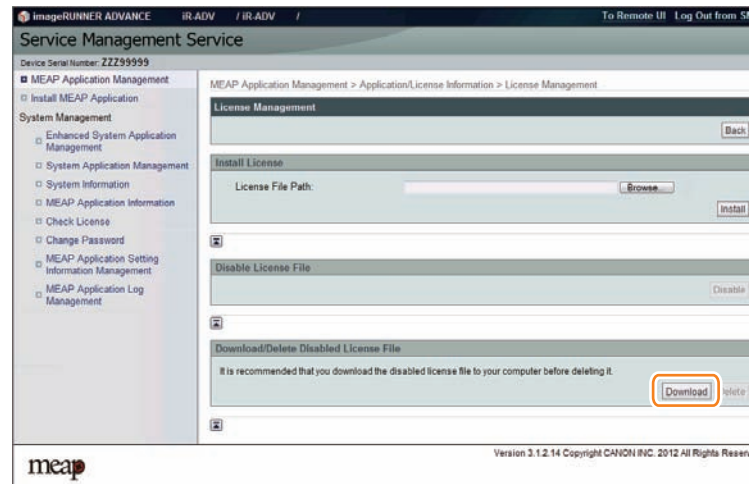 imageRUNNER ADVANCE iR-ADV / iR-ADV /
To Remote UI Log Out from
Service Management Service
Device Serial Number: ZZZ99999
MEAP Application Management
Install MEAP Application
System Management
Enhanced System Application
Management
System Application Management
System Information
MEAP Application Information
Check License
Change Password
MEAP Application Setting
Information Management
MEAP Application Log
Management
MEAP Application Management > Application/License Information > License Management
License Management
Back
Install License
License File Path:
Browse...
Install
Disable License File
Disable
Download/Delete Disabled License File
It is recommended that you download the disabled license file to your computer before deleting it.
Download
meap
Version 3.1.2.14 Copyright CANON INC. 2012 All Rights